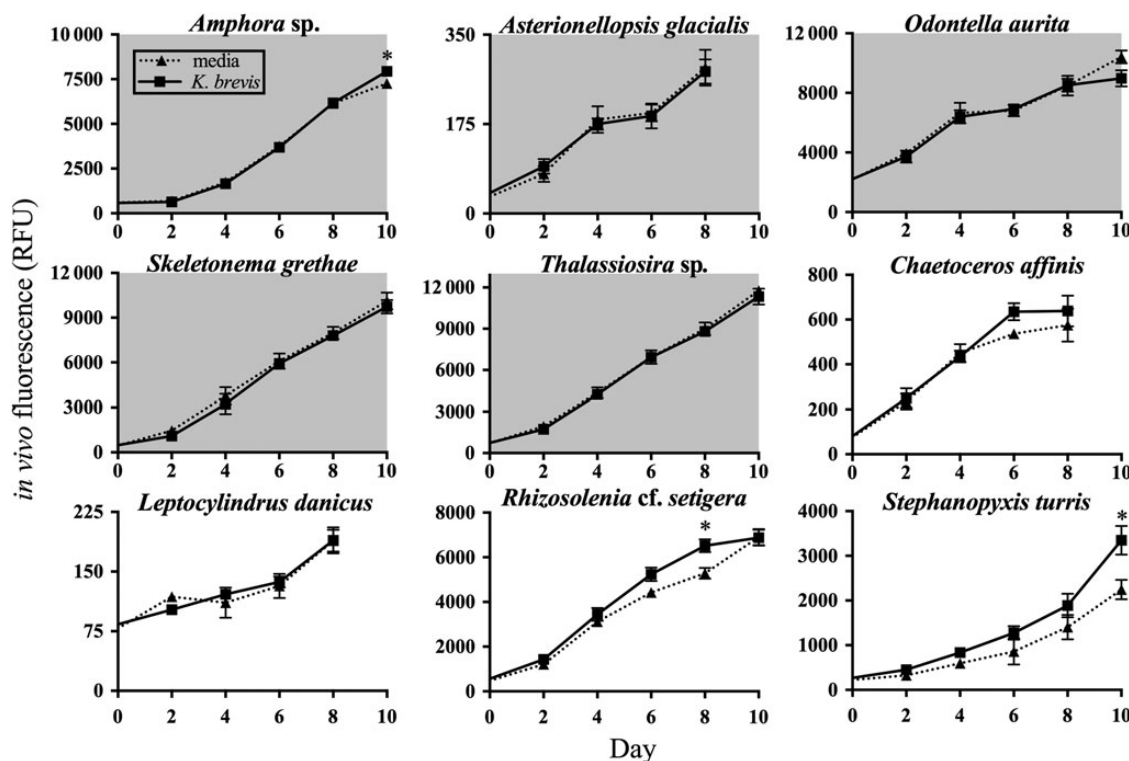 Amphora sp.
10 000
7500
5000
2500
0
0 2 4 6 8 10
*
media
K. brevis
Asterionellopsis glacialis
350
175
0
0 2 4 6 8 10
Odontella aurita
12 000
8000
4000
0
0 2 4 6 8 10
in vivo fluorescence (RFU)
Skeletonema grethae
12 000
9000
6000
3000
0
0 2 4 6 8 10
Thalassiosira sp.
12 000
8000
4000
0
0 2 4 6 8 10
Chaetoceros affinis
800
600
400
200
0
0 2 4 6 8 10
Leptocylindrus danicus
225
150
75
0
0 2 4 6 8 10
Rhizosolenia cf. setigera
8000
6000
4000
2000
0
0 2 4 6 8 10
*
Stephanopyxis turris
4000
3000
2000
1000
0
0 2 4 6 8 10
*
Day